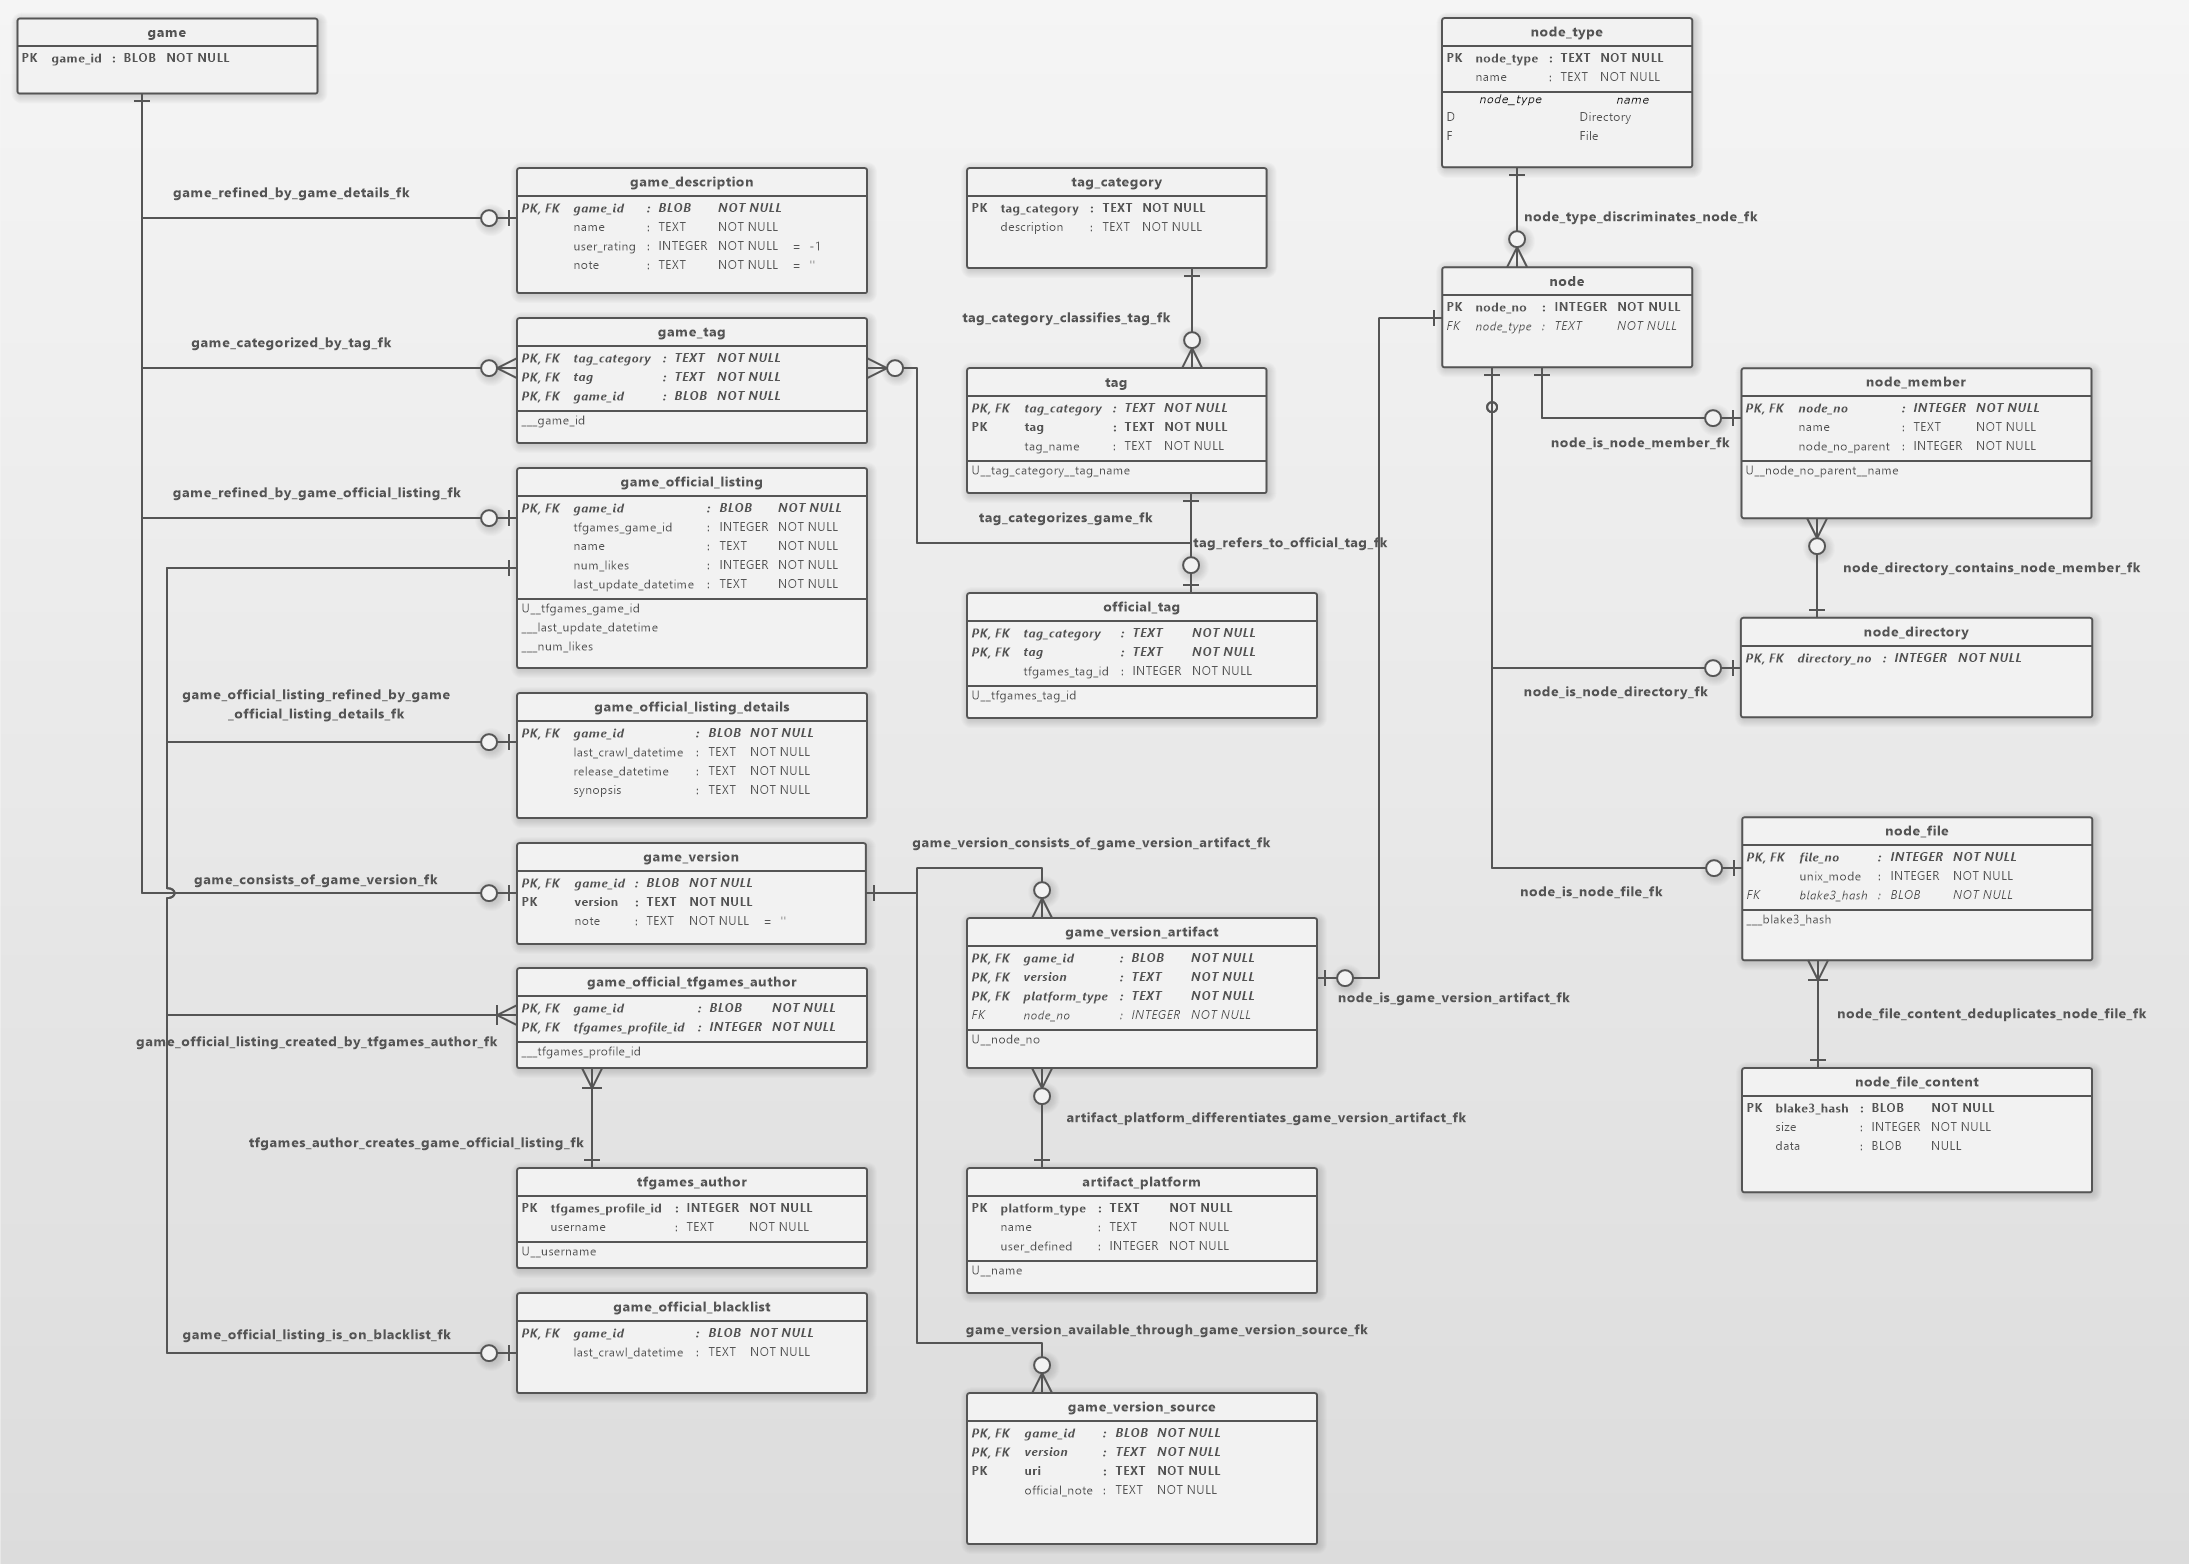 game
PK game_id : BLOB NOT NULL
game_refined_by_game_details_fk
game_description
PK, FK game_id : BLOB NOT NULL
name : TEXT NOT NULL
user_rating : INTEGER NOT NULL = -1
note : TEXT NOT NULL = ''
game_categorized_by_tag_fk
game_tag
PK, FK tag_category : TEXT NOT NULL
PK, FK tag : TEXT NOT NULL
PK, FK game_id : BLOB NOT NULL
___game_id
game_refined_by_game_official_listing_fk
game_official_listing
PK, FK game_id : BLOB NOT NULL
tfgames_game_id : INTEGER NOT NULL
name : TEXT NOT NULL
num_likes : INTEGER NOT NULL
last_update_datetime : TEXT NOT NULL
U__tfgames_game_id
___last_update_datetime
___num_likes
game_official_listing_refined_by_game
_official_listing_details_fk
game_official_listing_details
PK, FK game_id : BLOB NOT NULL
last_crawl_datetime : TEXT NOT NULL
release_datetime : TEXT NOT NULL
synopsis : TEXT NOT NULL
game_consists_of_game_version_fk
game_version
PK, FK game_id : BLOB NOT NULL
PK version : TEXT NOT NULL
note : TEXT NOT NULL = ''
game_official_tfgames_author
PK, FK game_id : BLOB NOT NULL
PK, FK tfgames_profile_id : INTEGER NOT NULL
___tfgames_profile_id
game_official_listing_created_by_tfgames_author_fk
tfgames_author_creates_game_official_listing_fk
tfgames_author
PK tfgames_profile_id : INTEGER NOT NULL
username : TEXT NOT NULL
U__username
game_official_listing_is_on_blacklist_fk
game_official_blacklist
PK, FK game_id : BLOB NOT NULL
last_crawl_datetime : TEXT NOT NULL
tag_category
PK tag_category : TEXT NOT NULL
description : TEXT NOT NULL
tag_category_classifies_tag_fk
tag
PK, FK tag_category : TEXT NOT NULL
PK tag : TEXT NOT NULL
tag_name : TEXT NOT NULL
U__tag_category__tag_name
tag_categorizes_game_fk
tag_refers_to_official_tag_fk
official_tag
PK, FK tag_category : TEXT NOT NULL
PK, FK tag : TEXT NOT NULL
tfgames_tag_id : INTEGER NOT NULL
U__tfgames_tag_id
game_version_consists_of_game_version_artifact_fk
game_version_artifact
PK, FK game_id : BLOB NOT NULL
PK, FK version : TEXT NOT NULL
PK, FK platform_type : TEXT NOT NULL
FK node_no : INTEGER NOT NULL
U__node_no
node_is_game_version_artifact_fk
artifact_platform_differentiates_game_version_artifact_fk
artifact_platform
PK platform_type : TEXT NOT NULL
name : TEXT NOT NULL
user_defined : INTEGER NOT NULL
U__name
game_version_available_through_game_version_source_fk
game_version_source
PK, FK game_id : BLOB NOT NULL
PK, FK version : TEXT NOT NULL
PK uri : TEXT NOT NULL
official_note : TEXT NOT NULL
node_type
PK node_type : TEXT NOT NULL
name : TEXT NOT NULL
node_type name
D Directory
F File
node_type_discriminates_node_fk
node
PK node_no : INTEGER NOT NULL
FK node_type : TEXT NOT NULL
node_is_node_member_fk
node_member
PK, FK node_no : INTEGER NOT NULL
name : TEXT NOT NULL
node_no_parent : INTEGER NOT NULL
U__node_no_parent__name
node_directory_contains_node_member_fk
node_directory
PK, FK directory_no : INTEGER NOT NULL
node_is_node_directory_fk
node_file
PK, FK file_no : INTEGER NOT NULL
unix_mode : INTEGER NOT NULL
FK blake3_hash : BLOB NOT NULL
___blake3_hash
node_is_node_file_fk
node_file_content_deduplicates_node_file_fk
node_file_content
PK blake3_hash : BLOB NOT NULL
size : INTEGER NOT NULL
data : BLOB NULL